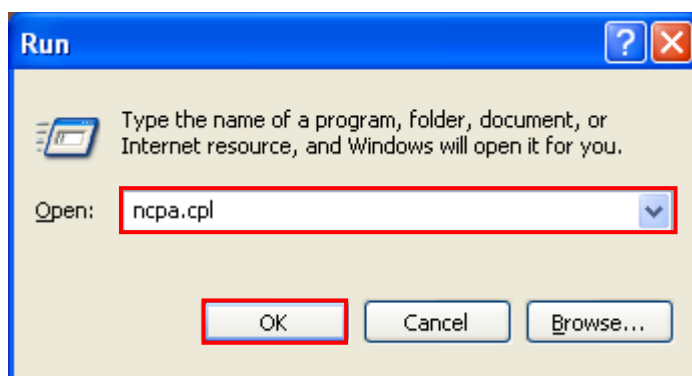 Run
Type the name of a program, folder, document, or
Internet resource, and Windows will open it for you.
Open: ncpa.cpl
OK Cancel Browse...